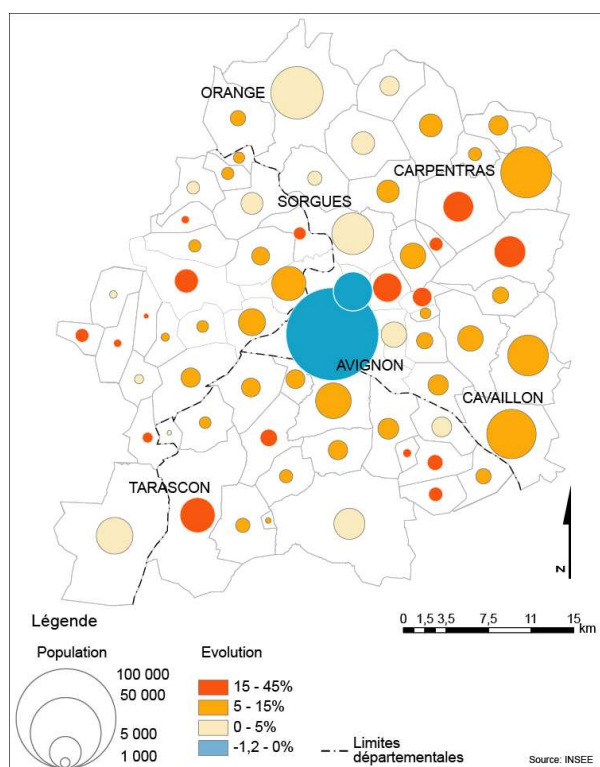 ORANGE
CARPENTRAS
SORGUES
AVIGNON
CAVAILLON
TARASCON
N
Légende
0 1,5 3,5 7,5 11 15
km
Population
100 000
50 000
5 000
1 000
Evolution
15 - 45%
5 - 15%
0 - 5%
-1,2 - 0%
Limites
départementales
Source: INSEE